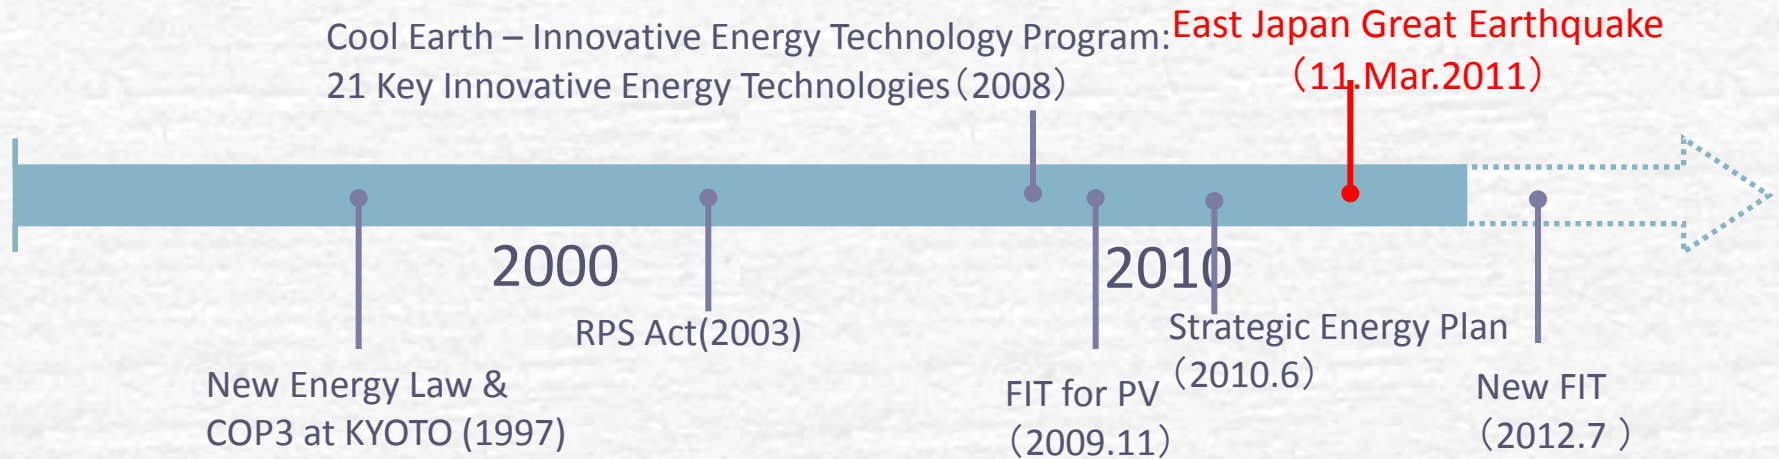 Cool Earth – Innovative Energy Technology Program:
21 Key Innovative Energy Technologies（2008）
East Japan Great Earthquake
（11.Mar.2011）
2000
2010
New Energy Law &
COP3 at KYOTO (1997)
RPS Act(2003)
FIT for PV
（2009.11）
Strategic Energy Plan
（2010.6）
New FIT
（2012.7 ）